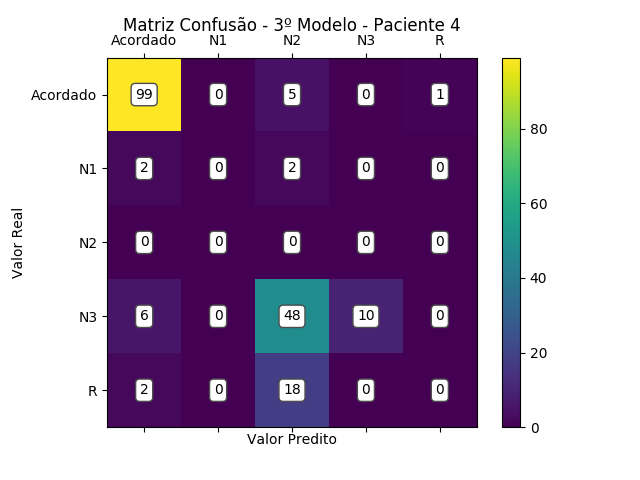 Matriz Confusão - 3º Modelo - Paciente 4
Acordado N1 N2 N3 R
Acordado 99 0 5 0 1
N1 2 0 2 0 0
N2 0 0 0 0 0
N3 6 0 48 10 0
R 2 0 18 0 0
Valor Real
Valor Predito
80
60
40
20
0